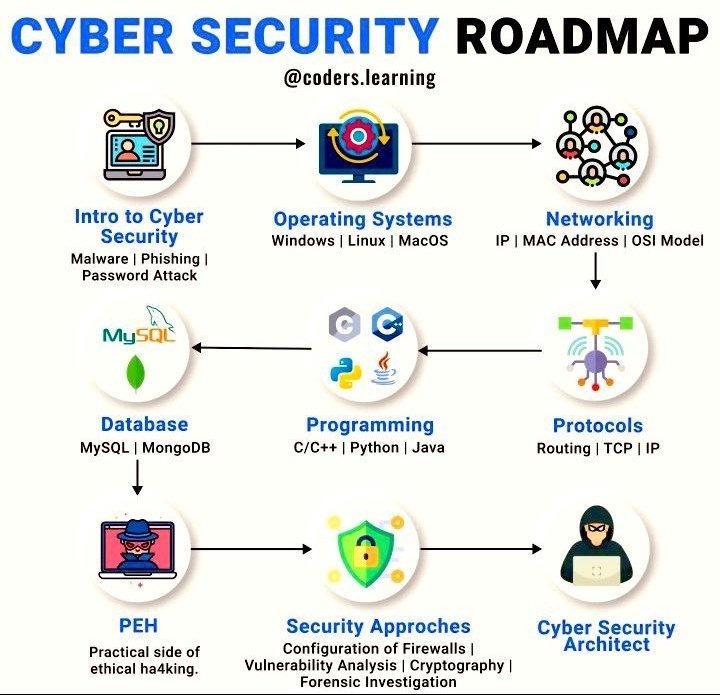 CYBER SECURITY ROADMAP
@coders.learning
Intro to Cyber
Security
Malware | Phishing |
Password Attack
Operating Systems
Windows | Linux | MacOS
Networking
IP | MAC Address | OSI Model
MySQL
Database
MySQL | MongoDB
C
C++
Programming
C/C++ | Python | Java
Protocols
Routing | TCP | IP
PEH
Practical side of
ethical ha4king.
Security Approches
Configuration of Firewalls |
Vulnerability Analysis | Cryptography |
Forensic Investigation
Cyber Security
Architect